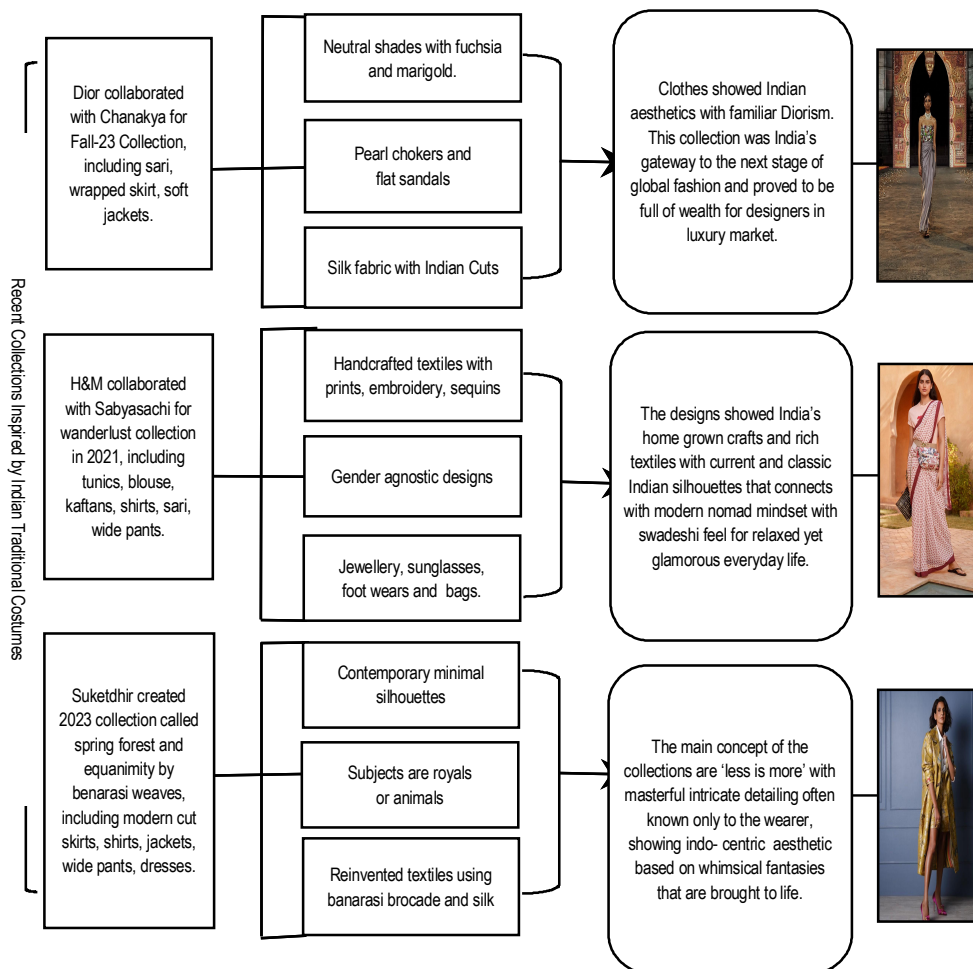 Recent Collections Inspired by Indian Traditional Costumes
Dior collaborated
with Chanakya for
Fall-23 Collection,
including sari,
wrapped skirt, soft
jackets.
Neutral shades with fuchsia
and marigold.
Pearl chokers and
flat sandals
Silk fabric with Indian Cuts
Clothes showed Indian
aesthetics with familiar Diorism.
This collection was India’s
gateway to the next stage of
global fashion and proved to be
full of wealth for designers in
luxury market.
H&M collaborated
with Sabyasachi for
wanderlust collection
in 2021, including
tunics, blouse,
kaftans, shirts, sari,
wide pants.
Handcrafted textiles with
prints, embroidery, sequins
Gender agnostic designs
Jewellery, sunglasses,
foot wears and bags.
The designs showed India’s
home grown crafts and rich
textiles with current and classic
Indian silhouettes that connects
with modern nomad mindset with
swadeshi feel for relaxed yet
glamorous everyday life.
Suketdhir created
2023 collection called
spring forest and
equanimity by
benarasi weaves,
including modern cut
skirts, shirts, jackets,
wide pants, dresses.
Contemporary minimal
silhouettes
Subjects are royals
or animals
Reinvented textiles using
banarasi brocade and silk
The main concept of the
collections are ‘less is more’ with
masterful intricate detailing often
known only to the wearer,
showing indo- centric aesthetic
based on whimsical fantasies
that are brought to life.